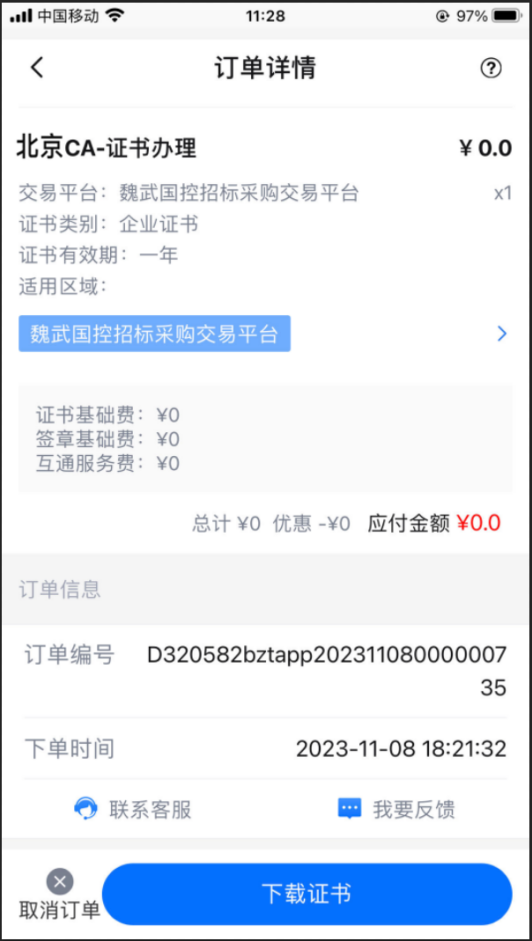 中国移动 11:28 97%
订单详情 ?
北京CA-证书办理 ¥ 0.0
交易平台：魏武国控招标采购交易平台 x1
证书类别：企业证书
证书有效期：一年
适用区域：
魏武国控招标采购交易平台
证书基础费：¥0
签章基础费：¥0
互通服务费：¥0
总计 ¥0 优惠 -¥0 应付金额 ¥0.0
订单信息
订单编号 D320582bztapp202311080000007
35
下单时间 2023-11-08 18:21:32
联系客服 我要反馈
取消订单 下载证书